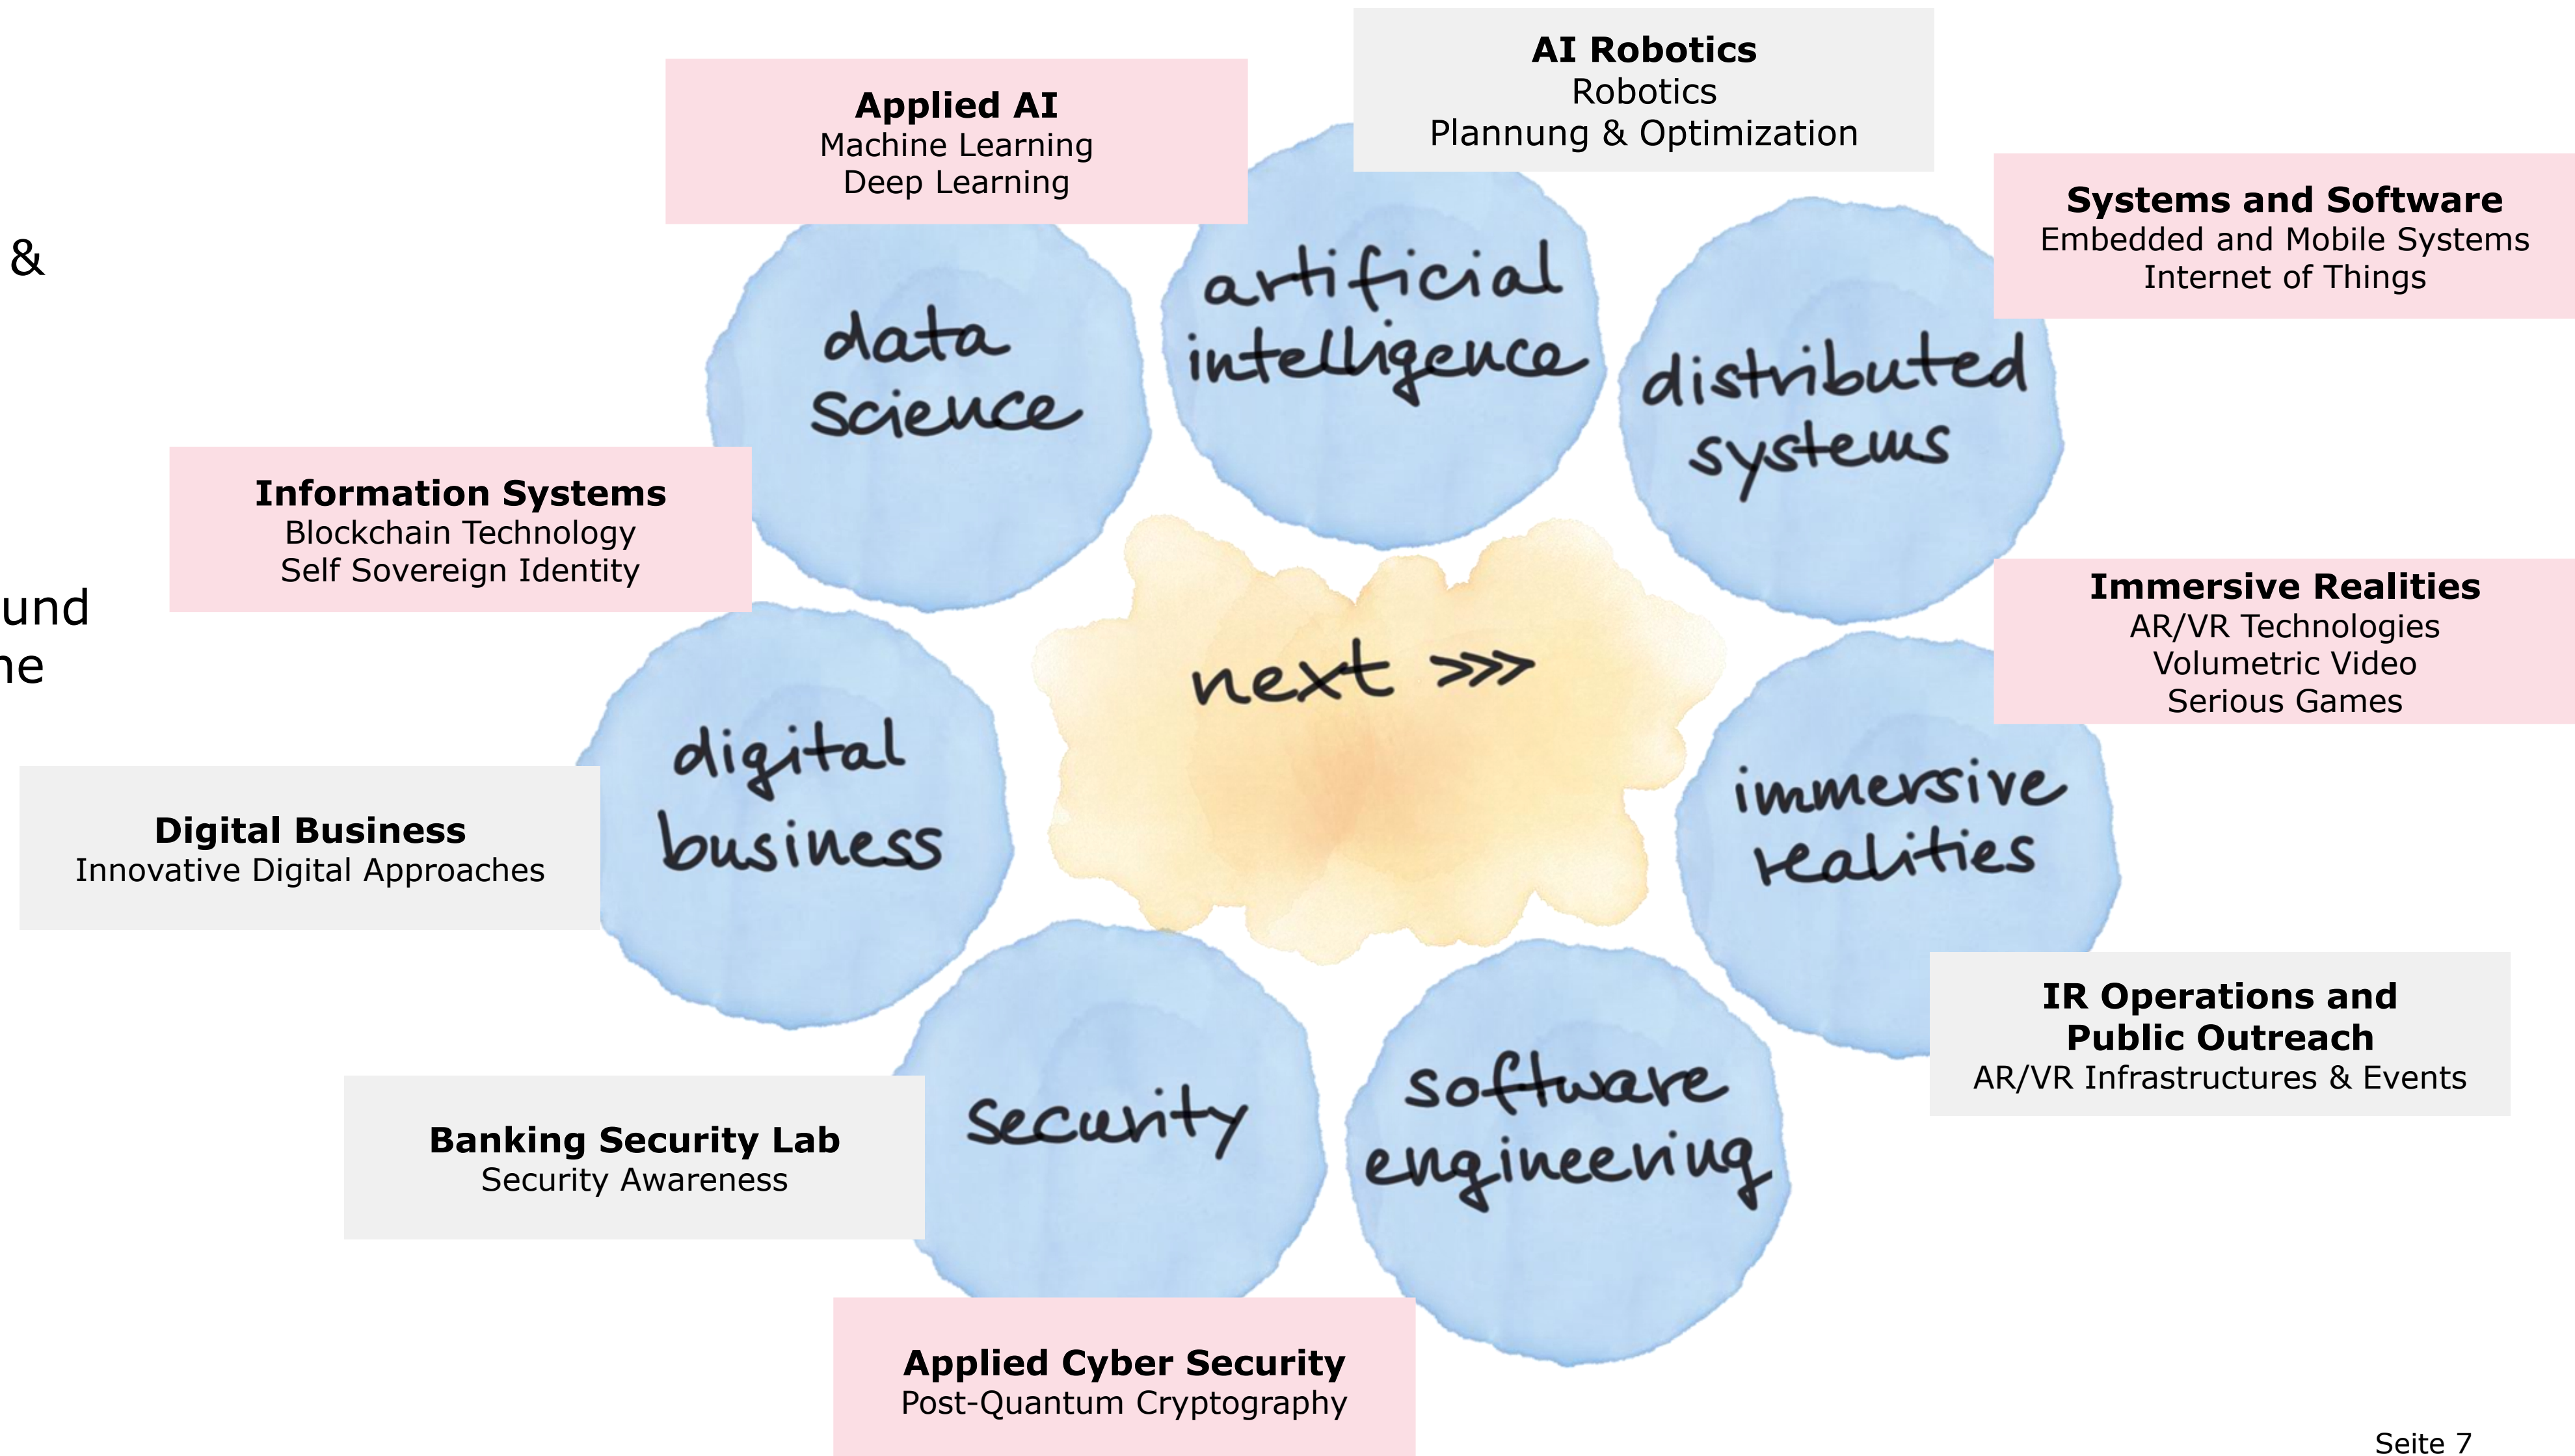 AI Robotics
Robotics
Plannung & Optimization
Applied AI
Machine Learning
Deep Learning
Systems and Software
Embedded and Mobile Systems
Internet of Things
&
artificial
intelligence
data
science
distributed
systems
Information Systems
Blockchain Technology
Self Sovereign Identity
Immersive Realities
AR/VR Technologies
Volumetric Video
Serious Games
und
next >>>
digital
business
immersive
realities
Digital Business
Innovative Digital Approaches
IR Operations and
Public Outreach
AR/VR Infrastructures & Events
security
software
engineering
Banking Security Lab
Security Awareness
Applied Cyber Security
Post-Quantum Cryptography
Seite 7